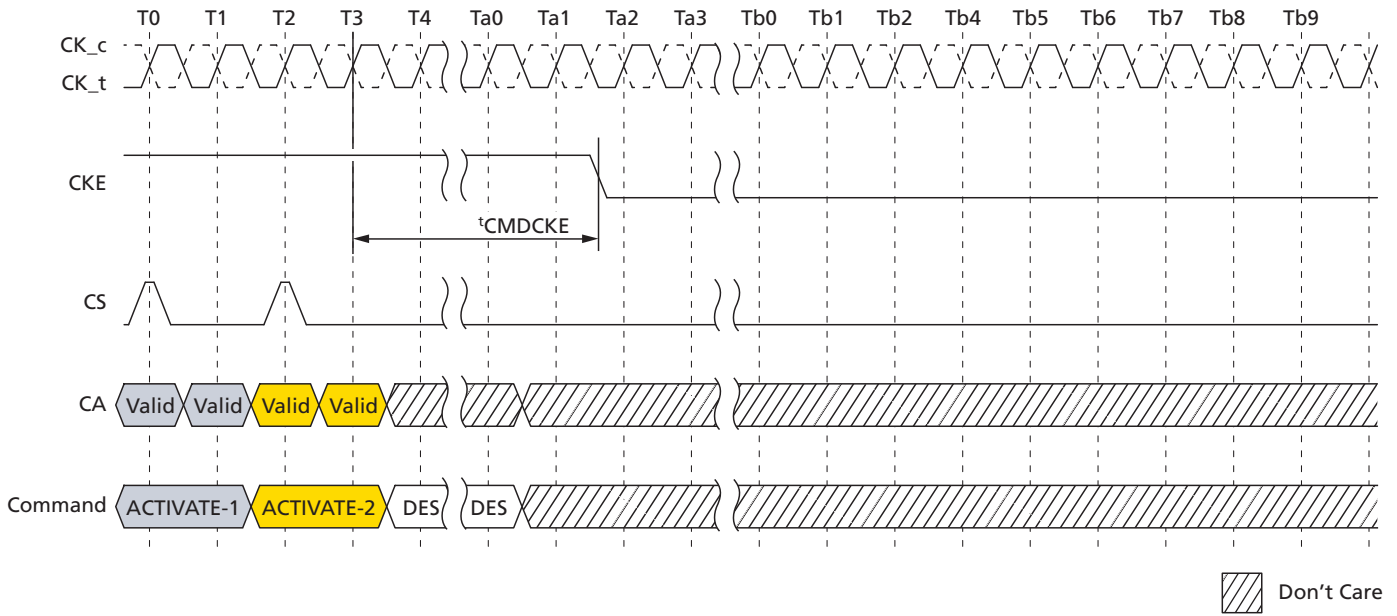 T0 T1 T2 T3 T4 Ta0 Ta1 Ta2 Ta3 Tb0 Tb1 Tb2 Tb4 Tb5 Tb6 Tb7 Tb8 Tb9
CK_c
CK_t
CKE
tCMDCKE
CS
CA Valid Valid Valid Valid
Command ACTIVATE-1 ACTIVATE-2 DES DES
Don't Care